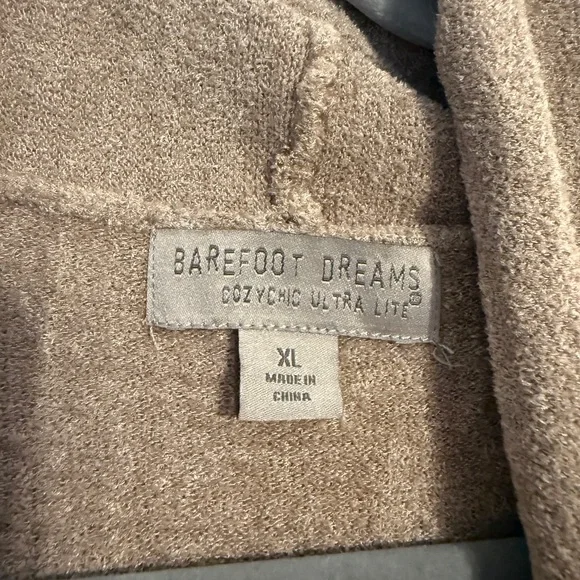 BAREFOOT DREAMS®
COZYCHIC ULTRA LITE
XL
MADE IN
CHINA